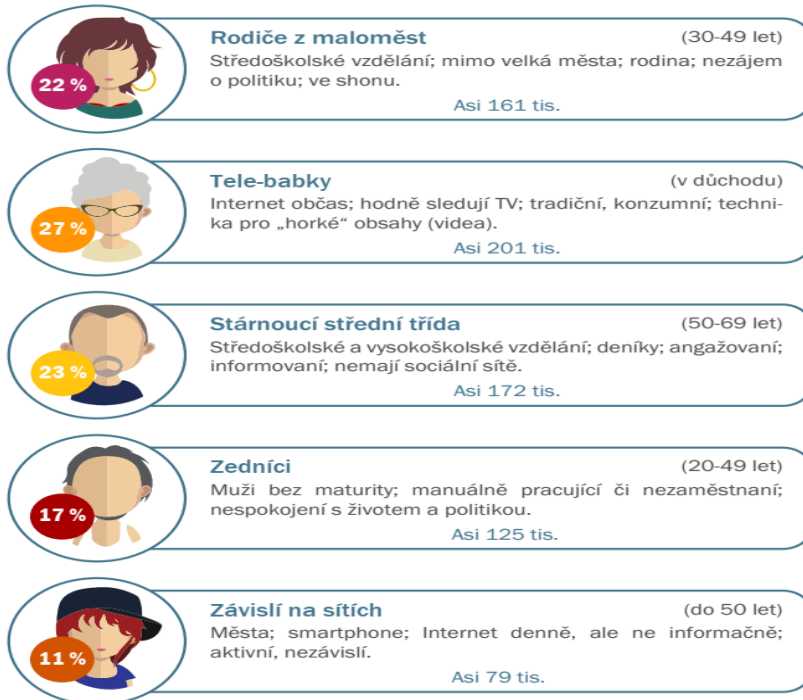 Rodiče z maloměst (30-49 let)
Středoškolské vzdělání; mimo velká města; rodina; nezájem
o politiku; ve shonu.
22 %
Asi 161 tis.
Tele-babky (v důchodu)
Internet občas; hodně sledují TV; tradiční, konzumní; techni-
ka pro „horké“ obsahy (videa).
27 %
Asi 201 tis.
Stárnoucí střední třída (50-69 let)
Středoškolské a vysokoškolské vzdělání; deníky; angažovaní;
informovaní; nemají sociální sítě.
23 %
Asi 172 tis.
Zedníci (20-49 let)
Muži bez maturity; manuálně pracující či nezaměstnaní;
nespokojení s životem a politikou.
17 %
Asi 125 tis.
Závislí na sítích (do 50 let)
Města; smartphone; Internet denně, ale ne informačně;
aktivní, nezávislí.
11 %
Asi 79 tis.